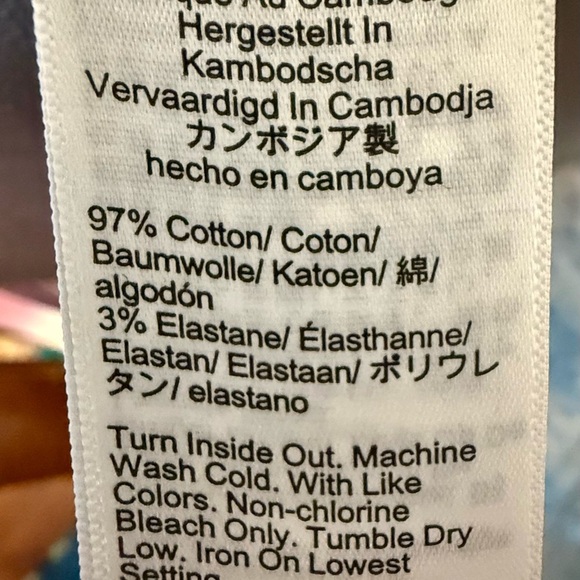 Hergestellt In
Kambodscha
Vervaardigd In Cambodja
カンボジア製
hecho en camboya
97% Cotton/ Coton/
Baumwolle/ Katoen/ 綿/
algodón
3% Elastane/ Élasthanne/
Elastan/ Elastaan/ ポリウレ
タン/ elastano
Turn Inside Out. Machine
Wash Cold. With Like
Colors. Non-chlorine
Bleach Only. Tumble Dry
Low. Iron On Lowest
Setting